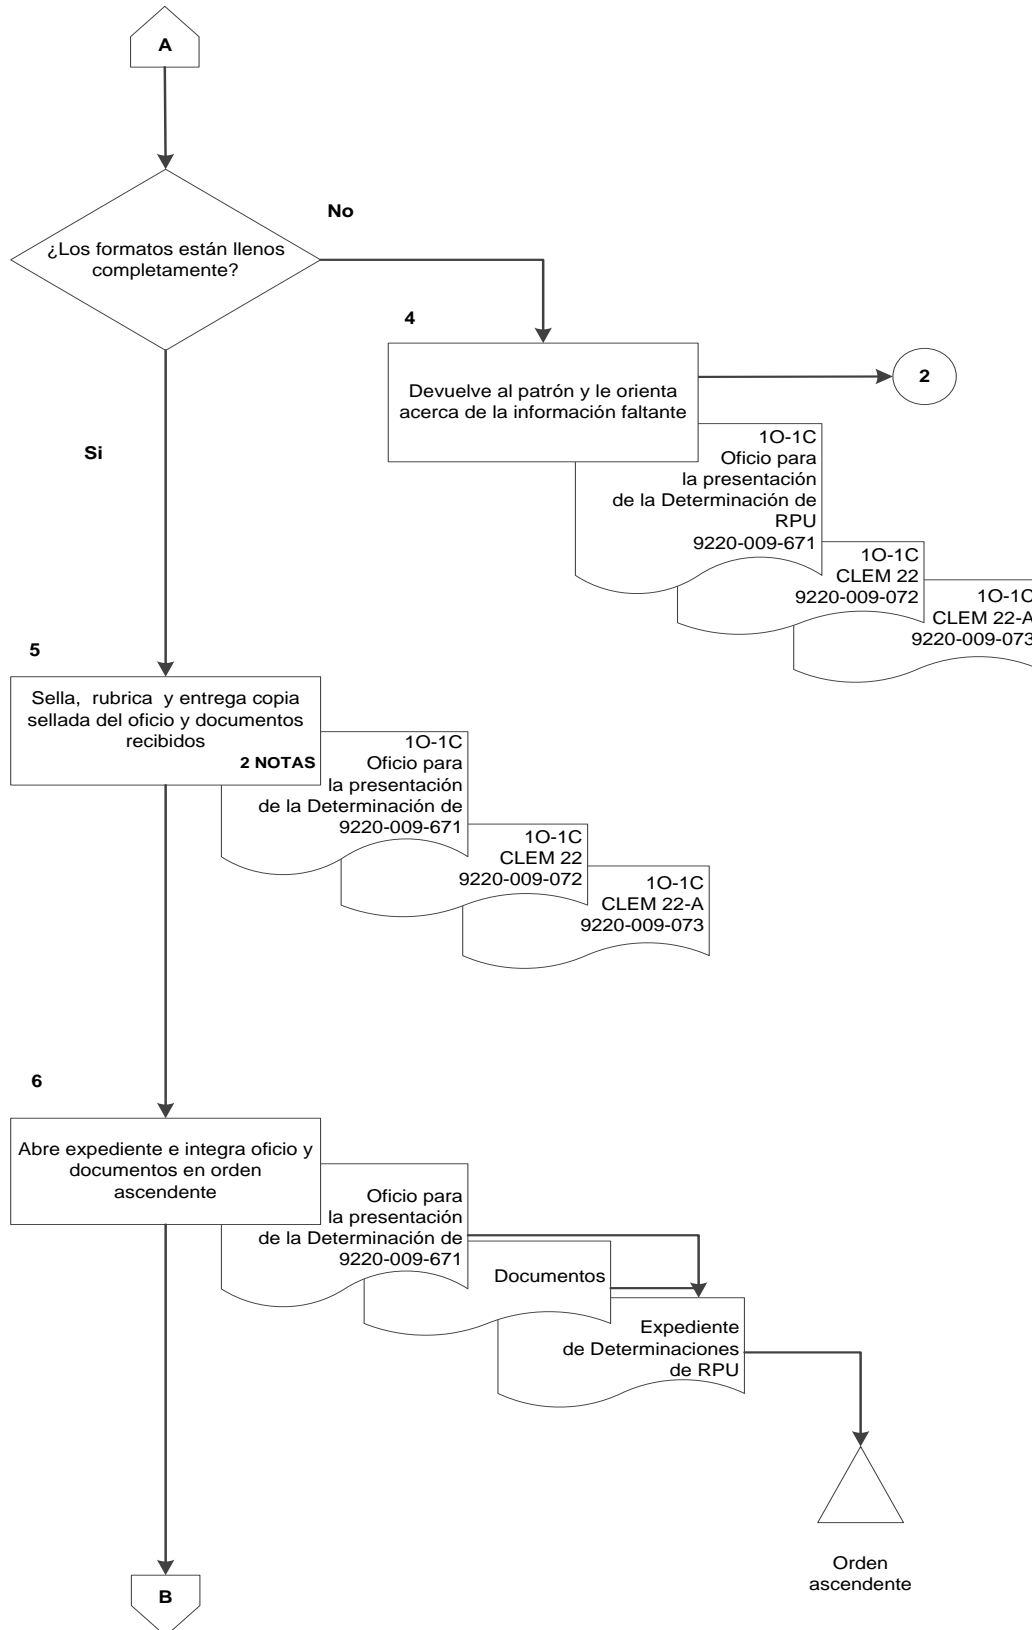 A
¿Los formatos están llenos
completamente?
No
4
Devuelve al patrón y le orienta
acerca de la información faltante
2
1O-1C
Oficio para
la presentación
de la Determinación de
RPU
9220-009-671
1O-1C
CLEM 22
9220-009-072
1O-1C
CLEM 22-A
9220-009-073
Si
5
Sella, rubrica y entrega copia
sellada del oficio y documentos
recibidos
2 NOTAS
1O-1C
Oficio para
la presentación
de la Determinación de
9220-009-671
1O-1C
CLEM 22
9220-009-072
1O-1C
CLEM 22-A
9220-009-073
6
Abre expediente e integra oficio y
documentos en orden
ascendente
Oficio para
la presentación
de la Determinación de
9220-009-671
Documentos
Expediente
de Determinaciones
de RPU
Orden
ascendente
B